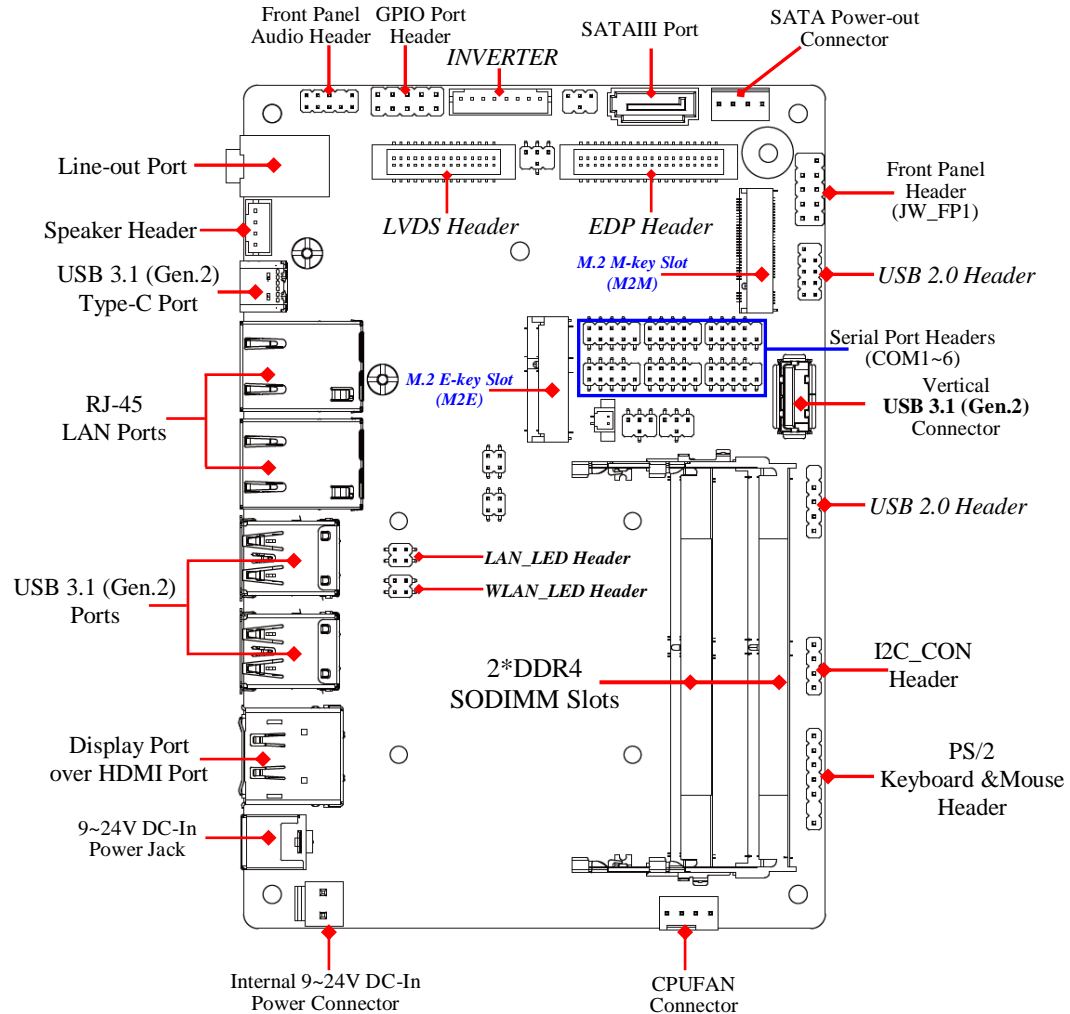 Front Panel
Audio Header
GPIO Port
Header
INVERTER
SATAIII Port
SATA Power-out
Connector
Line-out Port
Speaker Header
USB 3.1 (Gen.2)
Type-C Port
RJ-45
LAN Ports
USB 3.1 (Gen.2)
Ports
Display Port
over HDMI Port
9~24V DC-In
Power Jack
LVDS Header
EDP Header
M.2 M-key Slot
(M2M)
M.2 E-key Slot
(M2E)
LAN_LED Header
WLAN_LED Header
2*DDR4
SODIMM Slots
Front Panel
Header
(JW_FP1)
USB 2.0 Header
Serial Port Headers
(COM1~6)
Vertical
USB 3.1 (Gen.2)
Connector
USB 2.0 Header
I2C_CON
Header
PS/2
Keyboard &Mouse
Header
Internal 9~24V DC-In
Power Connector
CPUFAN
Connector